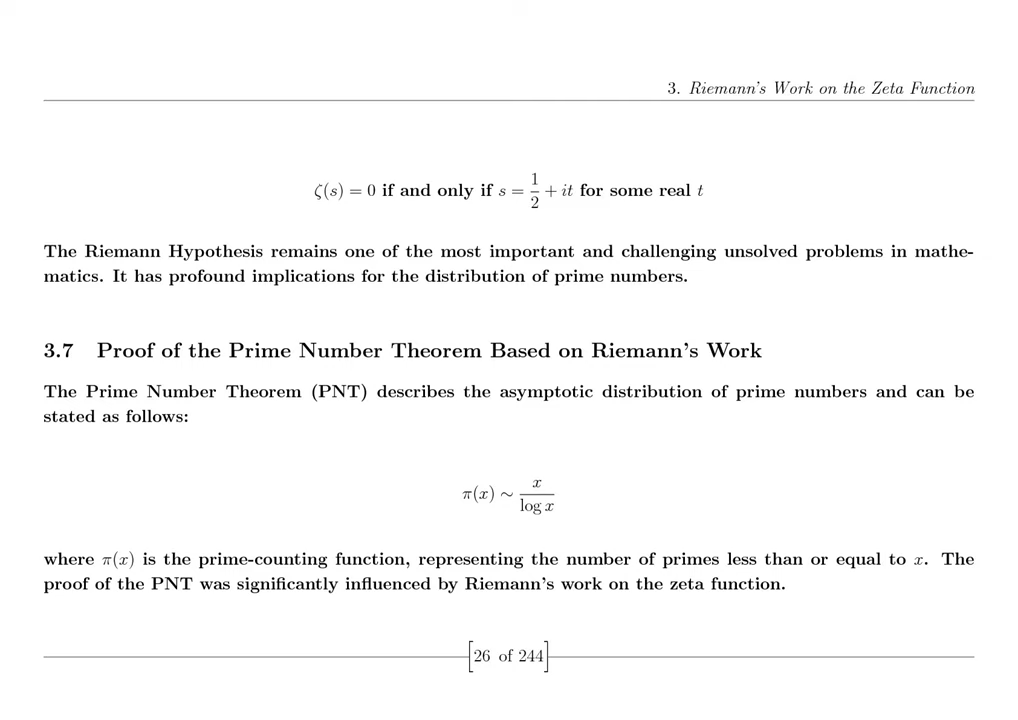 3. Riemann's Work on the Zeta Function
ζ(s) = 0 if and only if s = 1/2 + it for some real t
The Riemann Hypothesis remains one of the most important and challenging unsolved problems in mathe-
matics. It has profound implications for the distribution of prime numbers.
3.7 Proof of the Prime Number Theorem Based on Riemann's Work
The Prime Number Theorem (PNT) describes the asymptotic distribution of prime numbers and can be
stated as follows:
π(x) ∼ x/log x
where π(x) is the prime-counting function, representing the number of primes less than or equal to x. The
proof of the PNT was significantly influenced by Riemann's work on the zeta function.
[26 of 244]